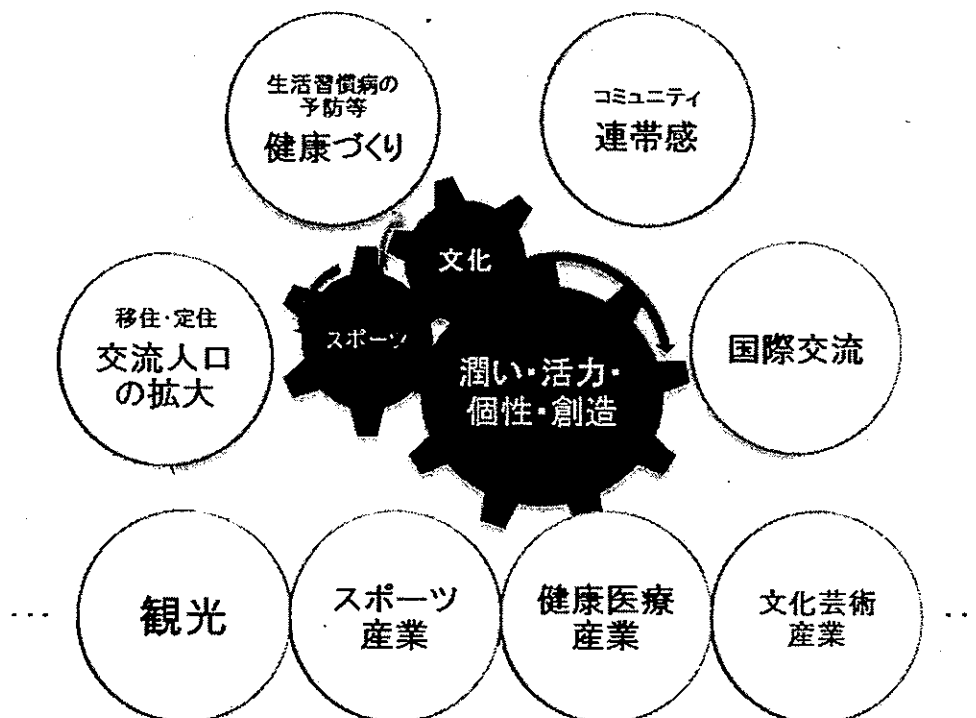 生活習慣病の
予防等
健康づくり
コミュニティ
連帯感
文化
スポーツ
潤い・活力・
個性・創造
移住・定住
交流人口
の拡大
国際交流
観光
スポーツ
産業
健康医療
産業
文化芸術
産業
...
...